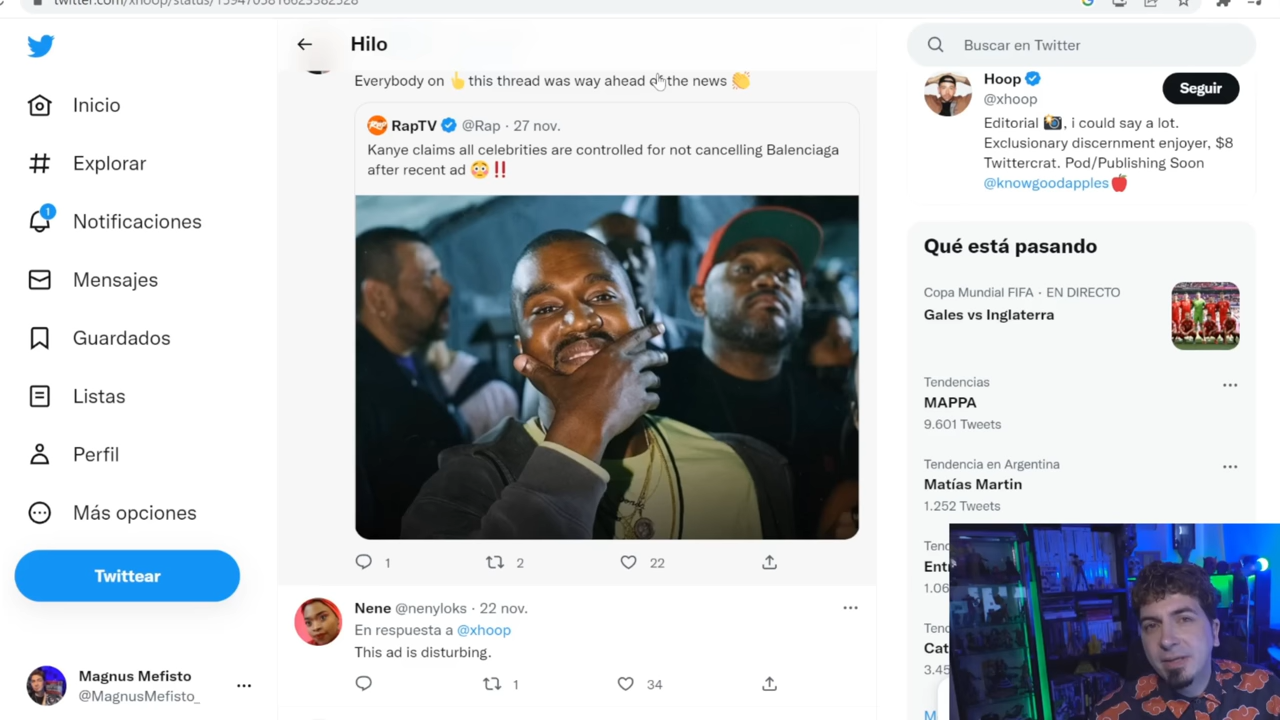 twitter.com/xhoop/status/1594705816623382528
Inicio
Explorar
1
Notificaciones
Mensajes
Guardados
Listas
Perfil
Más opciones
Twittear
Magnus Mefisto
@MagnusMefisto_
Hilo
Everybody on 👆 this thread was way ahead of the news 👏
RapTV @Rap · 27 nov.
Kanye claims all celebrities are controlled for not cancelling Balenciaga
after recent ad 😳 ‼️
1 2 22
Nene @nenyloks · 22 nov.
En respuesta a @xhoop
This ad is disturbing.
1 34
Buscar en Twitter
Hoop
@xhoop
Seguir
Editorial 📸, i could say a lot.
Exclusionary discernment enjoyer, $8
Twittercrat. Pod/Publishing Soon
@knowgoodapples🍎
Qué está pasando
Copa Mundial FIFA · EN DIRECTO
Gales vs Inglaterra
Tendencias
MAPPA
9.601 Tweets
Tendencia en Argentina
Matías Martin
1.252 Tweets